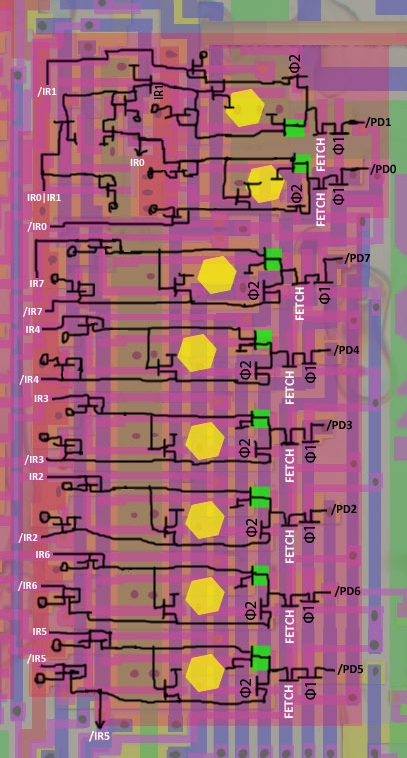 Φ2
/IR1
IR1
/PD1
Φ1
FETCH
IR0
/PD0
IR0 IR1
Φ2
Φ1
FETCH
/IR0
/PD7
IR7
Φ2
Φ1
FETCH
/IR7
IR4
/PD4
Φ2
Φ1
/IR4
FETCH
IR3
/PD3
Φ2
Φ1
/IR3
FETCH
IR2
/PD2
Φ2
Φ1
/IR2
FETCH
IR6
/IR6
/PD6
Φ2
Φ1
FETCH
IR5
/IR5
/PD5
Φ2
Φ1
FETCH
/IR5